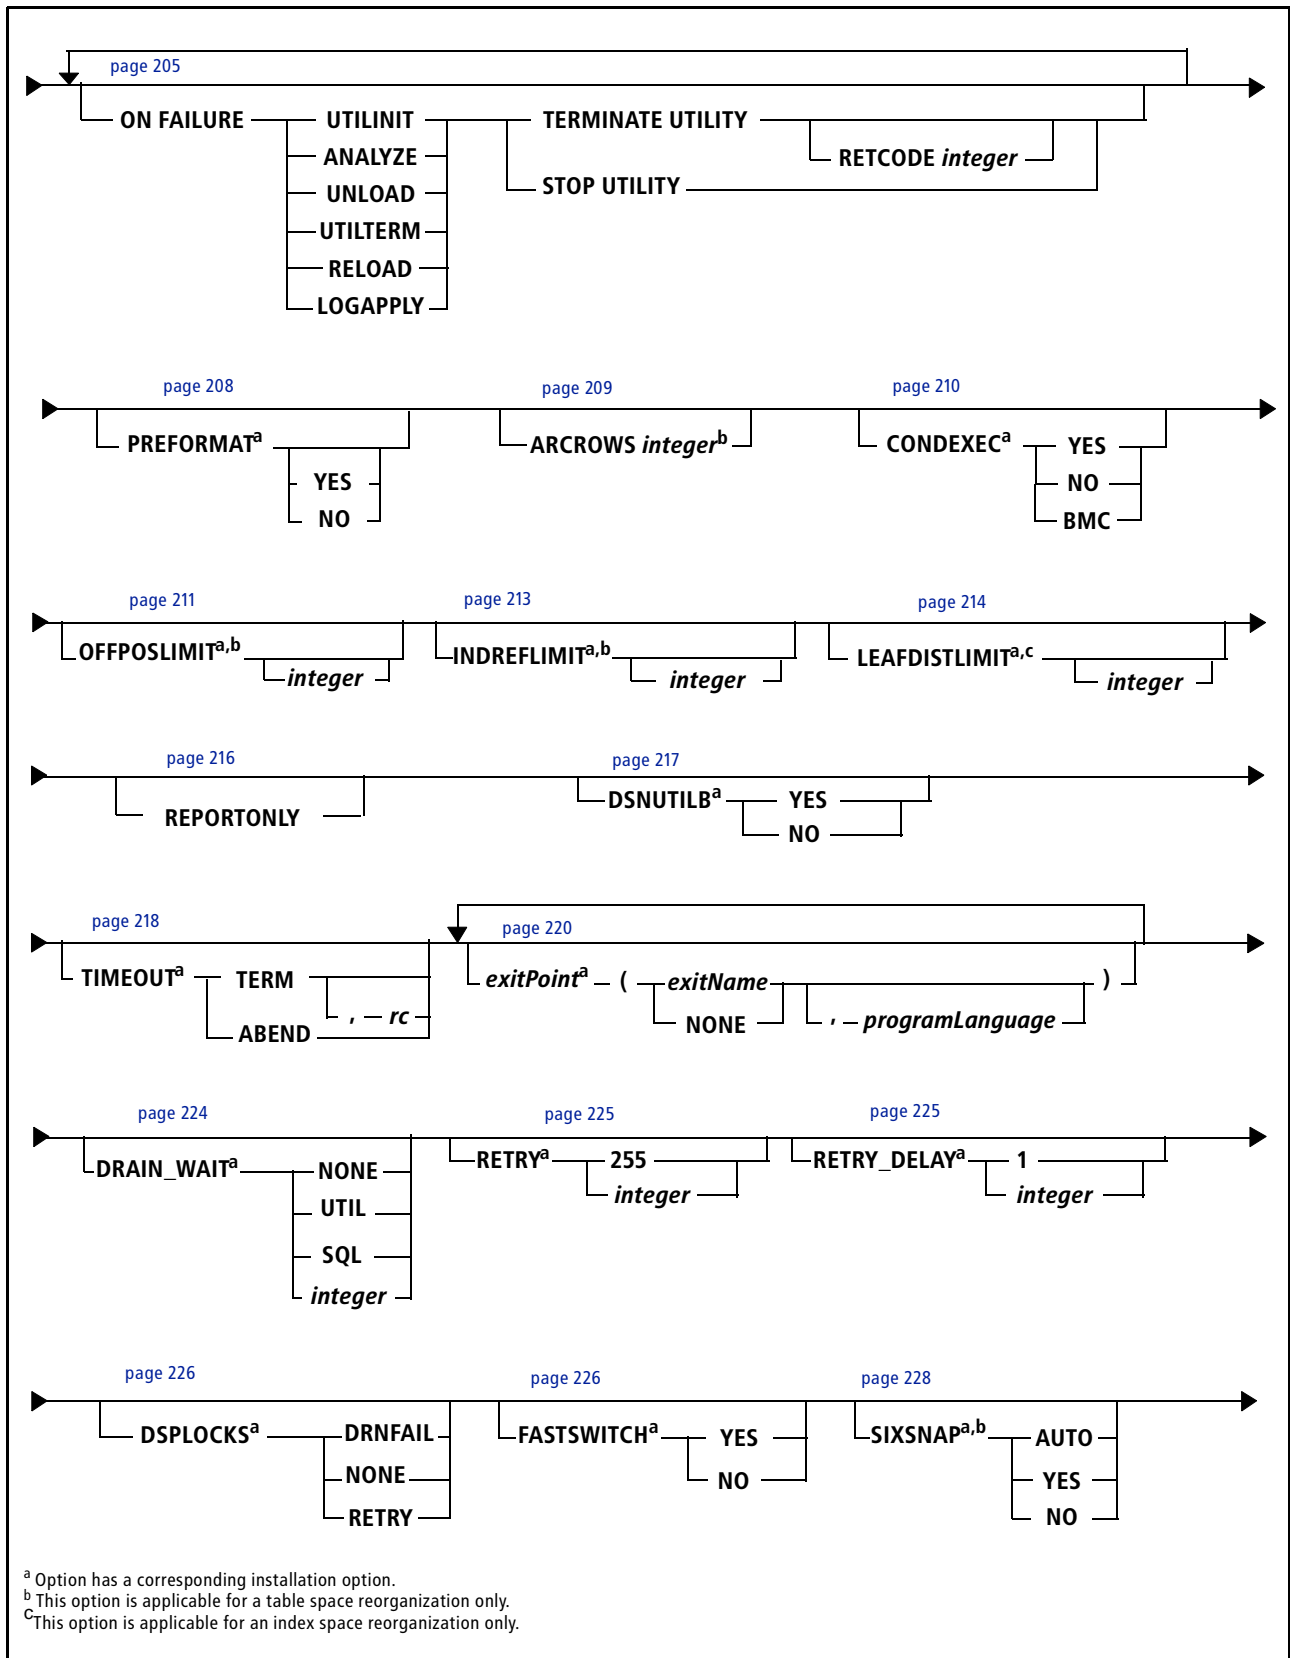 page 205
ON FAILURE UTILINIT TERMINATE UTILITY
ANALYZE RETCODE integer
UNLOAD STOP UTILITY
UTILTERM
RELOAD
LOGAPPLY
page 208 page 209 page 210
PREFORMATa ARCROWS integerb CONDEXECa YES
YES NO
NO BMC
page 211 page 213 page 214
OFFPOSLIMITa,b INDREFLIMITa,b LEAFDISTLIMITa,c
integer integer integer
page 216 page 217
REPORTONLY DSNUTILBa YES
NO
page 218 page 220
TIMEOUTa TERM exitPointa ( exitName )
, rc NONE , programLanguage
ABEND
page 224 page 225 page 225
DRAIN_WAITa NONE RETRYa 255 RETRY_DELAYa 1
UTIL integer integer
SQL
integer
page 226 page 226 page 228
DSPLOCKSa DRNFAIL FASTSWITCHa YES SIXSNAPa,b AUTO
NONE NO YES
RETRY NO
a Option has a corresponding installation option.
b This option is applicable for a table space reorganization only.
cThis option is applicable for an index space reorganization only.